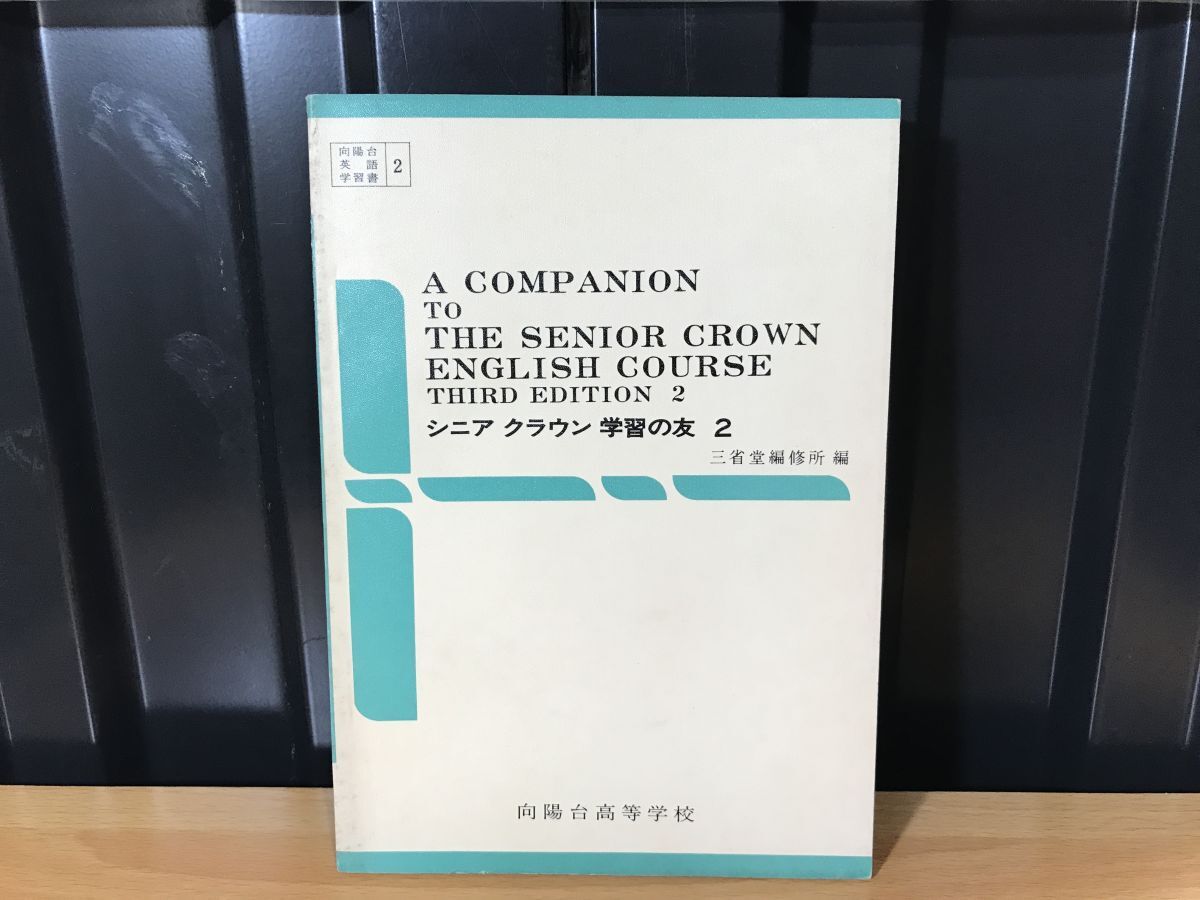 向陽台
英語
学習書
2
A COMPANION
TO
THE SENIOR CROWN
ENGLISH COURSE
THIRD EDITION 2
シニア クラウン 学習の友 2
三省堂編修所 編
向陽台高等学校